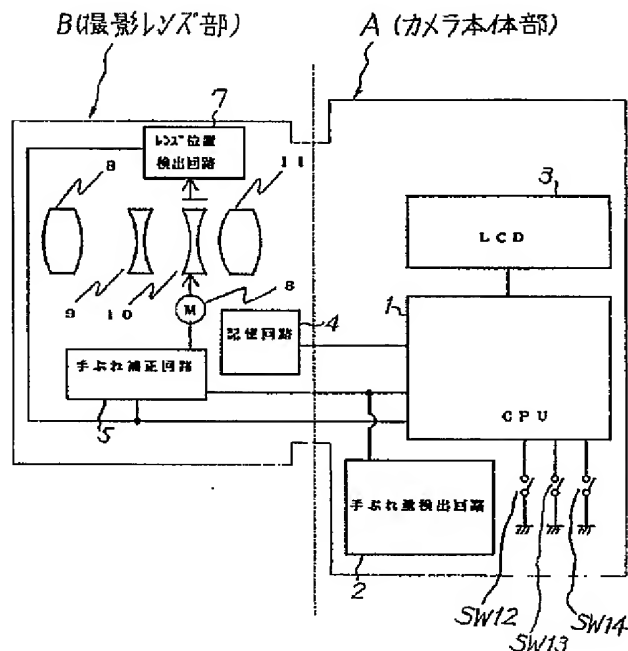 B(撮影レンズ部)
A (カメラ本体部)
7
レンズ位置
検出回路
8
11
3
LCD
9
10
M
8
4
記憶回路
1
手ぶれ補正回路
5
CPU
手ぶれ量検出回路
2
SW12
SW13
SW14